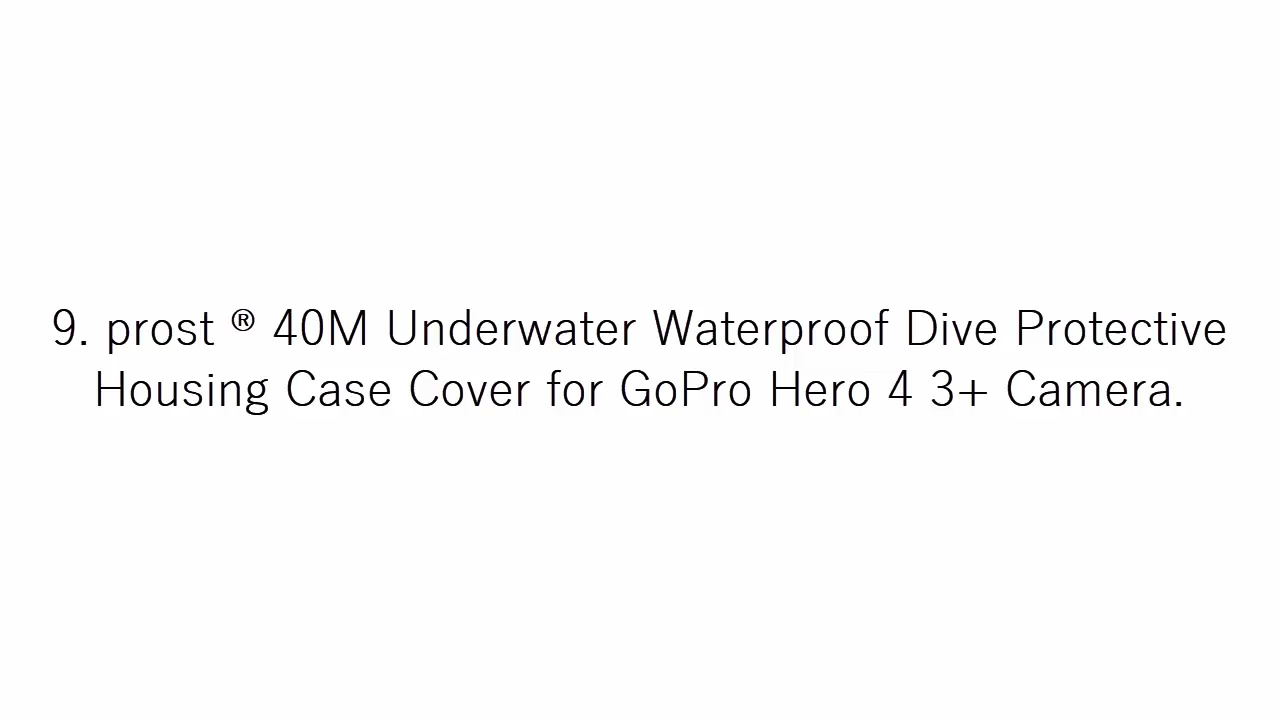 9. prost ® 40M Underwater Waterproof Dive Protective
Housing Case Cover for GoPro Hero 4 3+ Camera.